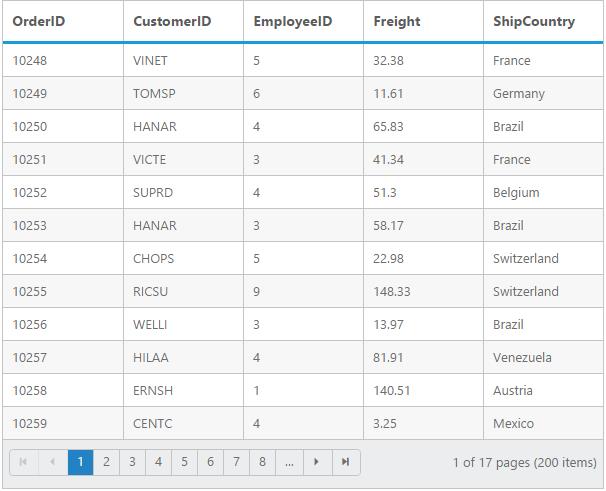 OrderID CustomerID EmployeeID Freight ShipCountry
10248 VINET 5 32.38 France
10249 TOMSP 6 11.61 Germany
10250 HANAR 4 65.83 Brazil
10251 VICTE 3 41.34 France
10252 SUPRD 4 51.3 Belgium
10253 HANAR 3 58.17 Brazil
10254 CHOPS 5 22.98 Switzerland
10255 RICSU 9 148.33 Switzerland
10256 WELLI 3 13.97 Brazil
10257 HILAA 4 81.91 Venezuela
10258 ERNSH 1 140.51 Austria
10259 CENTC 4 3.25 Mexico
1 2 3 4 5 6 7 8 ... 1 of 17 pages (200 items)